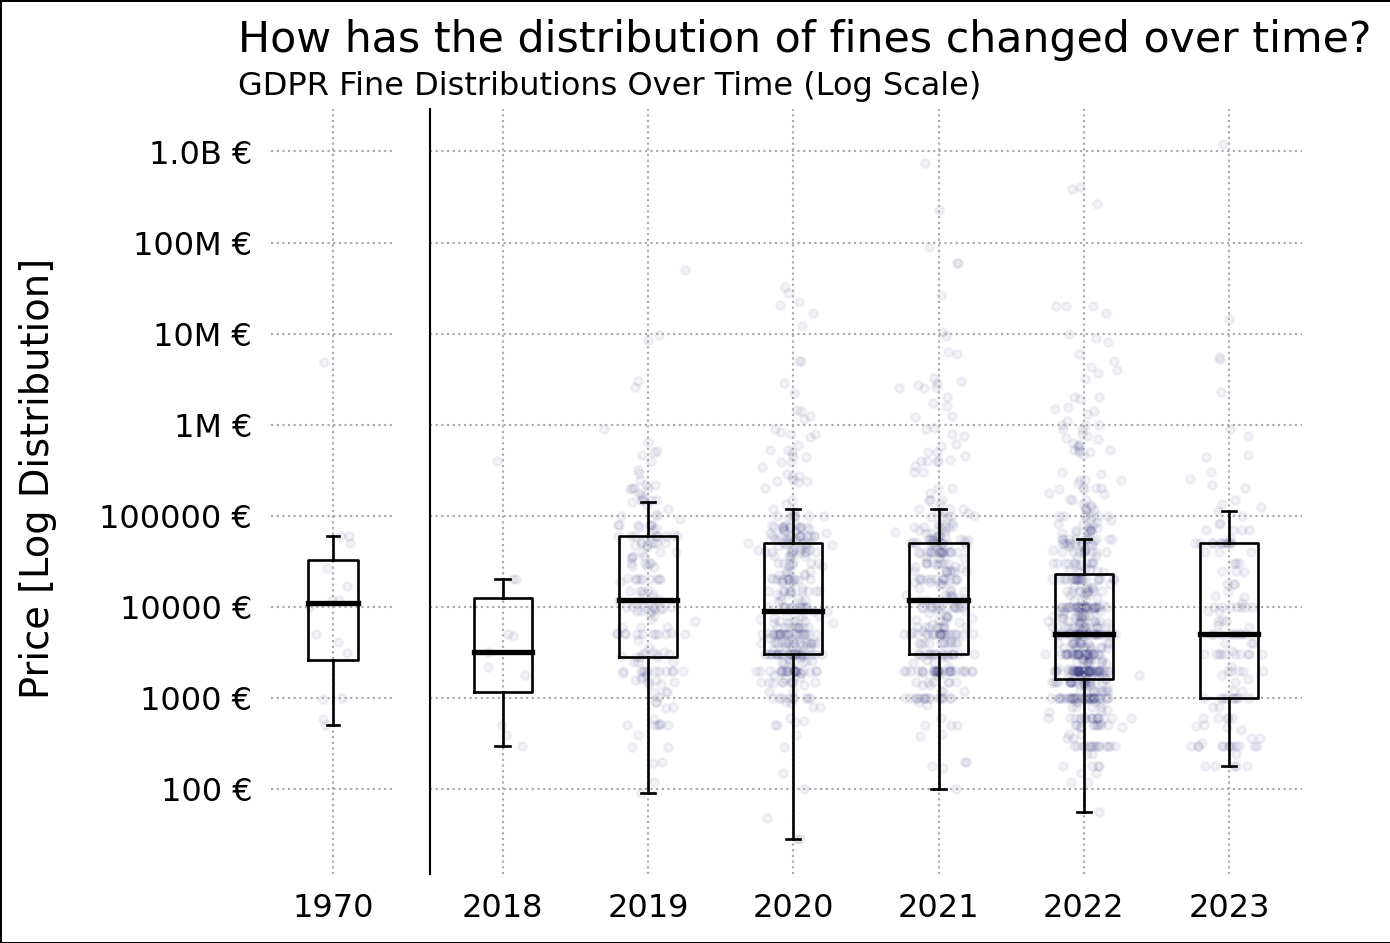 How has the distribution of fines changed over time?
GDPR Fine Distributions Over Time (Log Scale)
Price [Log Distribution]
1.0B €
100M €
10M €
1M €
100000 €
10000 €
1000 €
100 €
1970 2018 2019 2020 2021 2022 2023